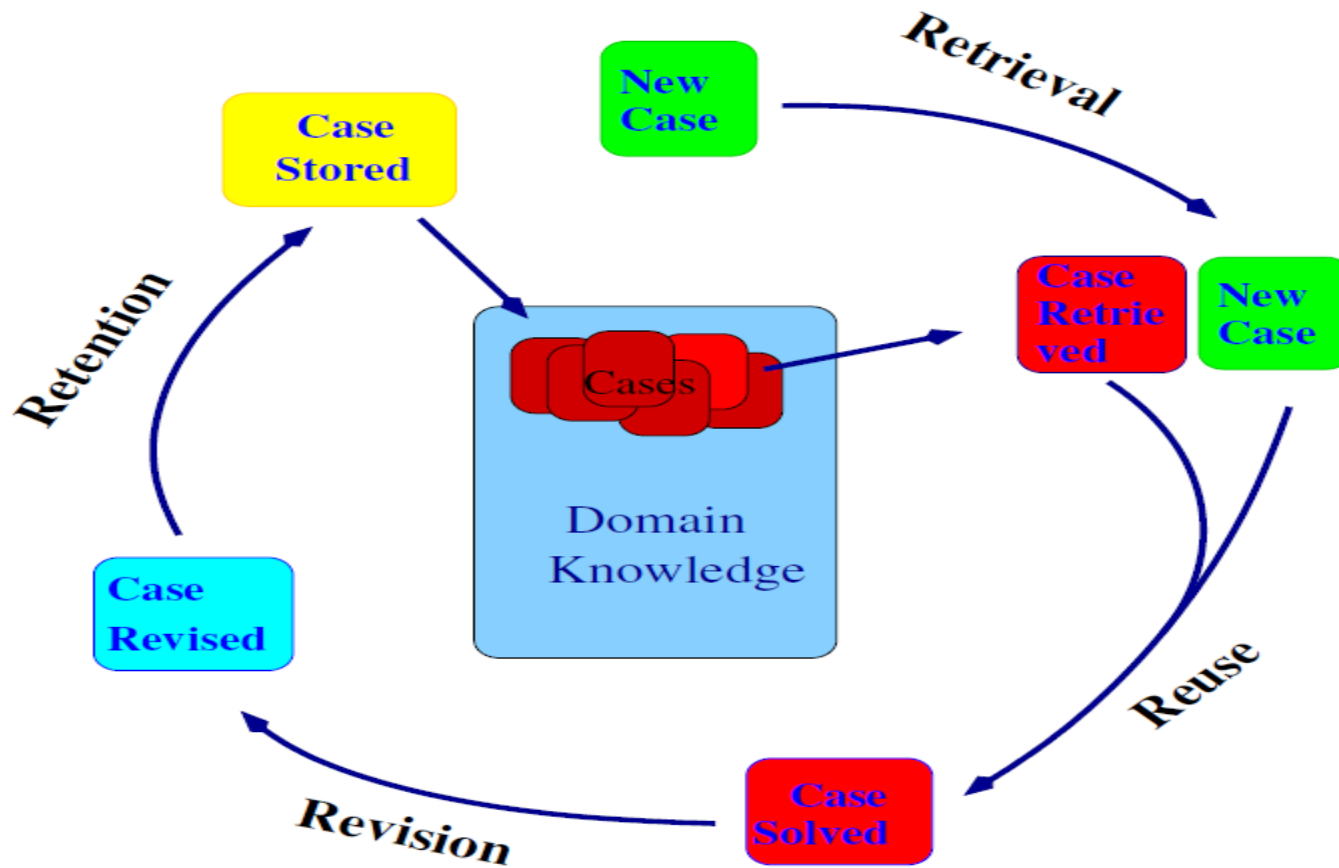 Retrieval
New
Case
Case
Stored
Case
Retrie
ved
New
Case
Retention
Cases
Domain
Knowledge
Case
Revised
Reuse
Case
Solved
Revision